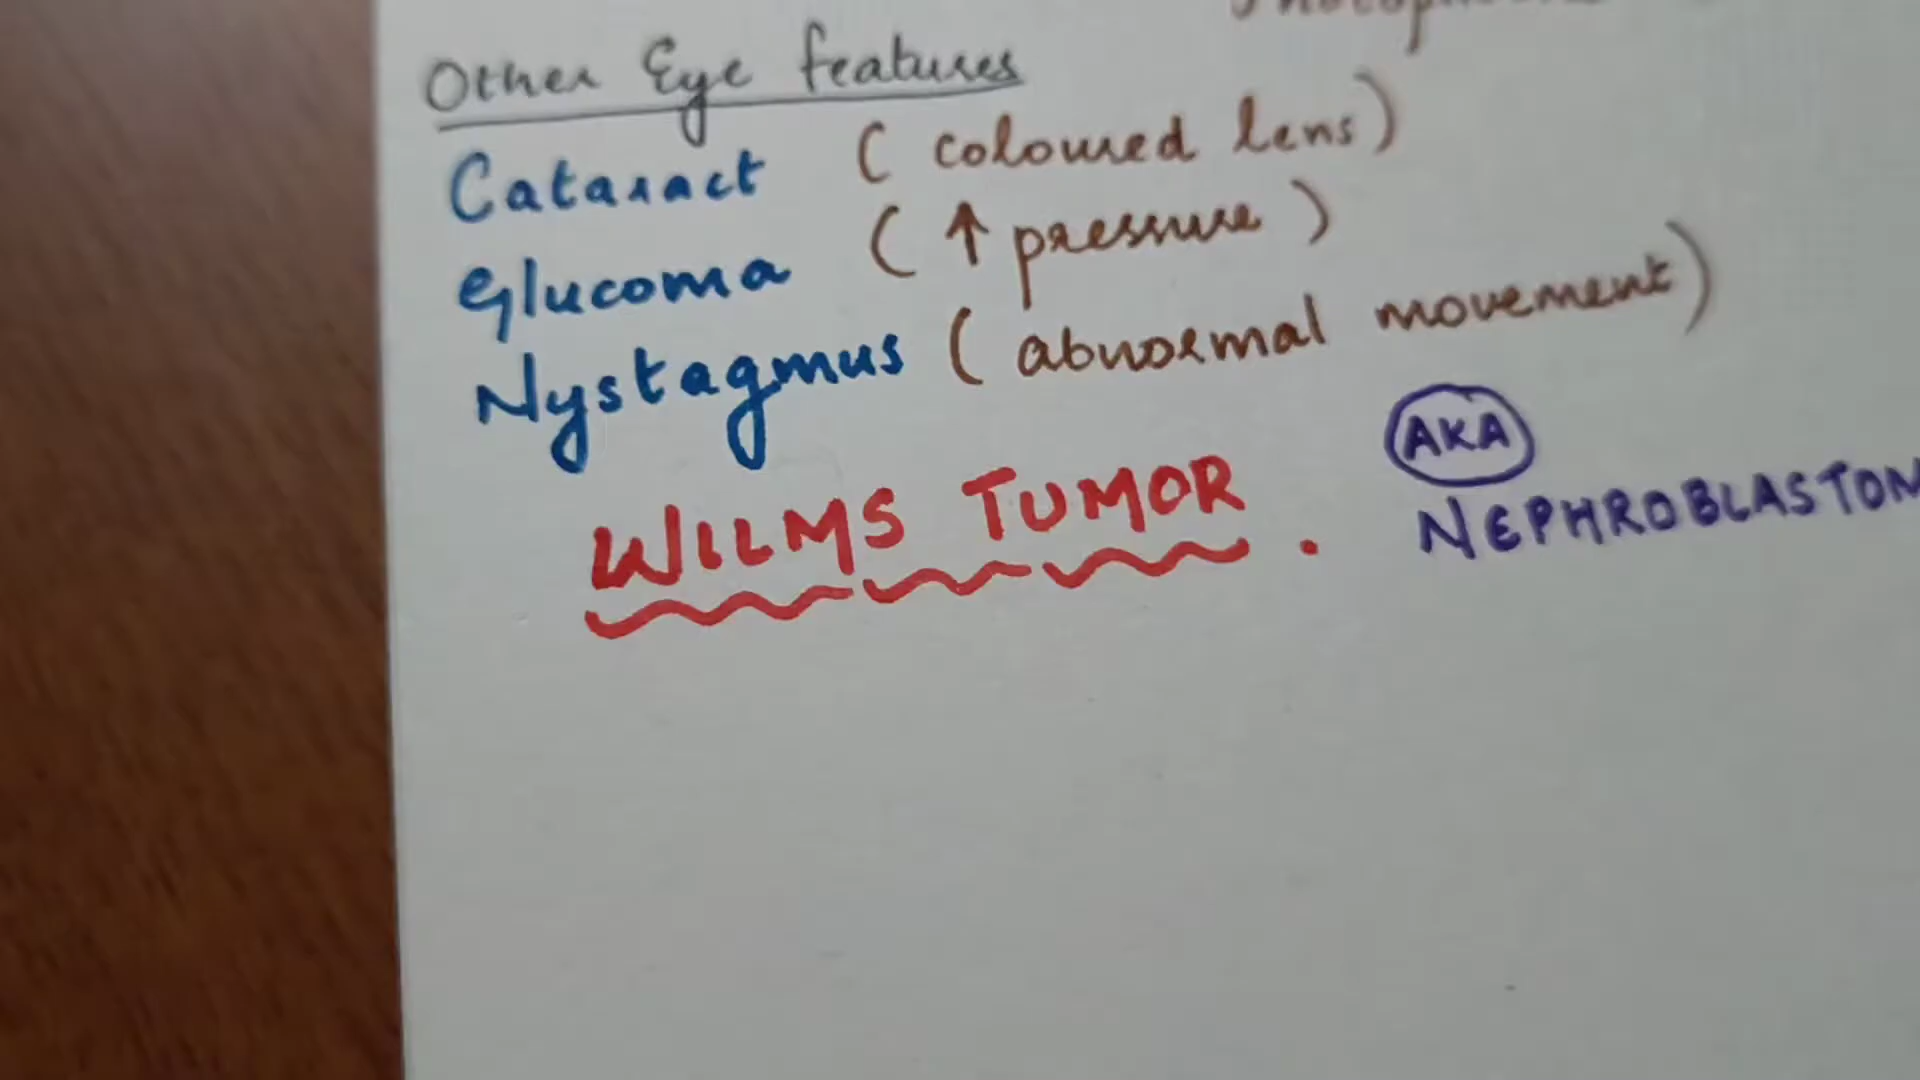 Other Eye features
Cataract ( coloured lens)
Glucoma ( ↑ pressure )
Nystagmus ( abnormal movement)
AKA
WILMS TUMOR . NEPHROBLASTOM